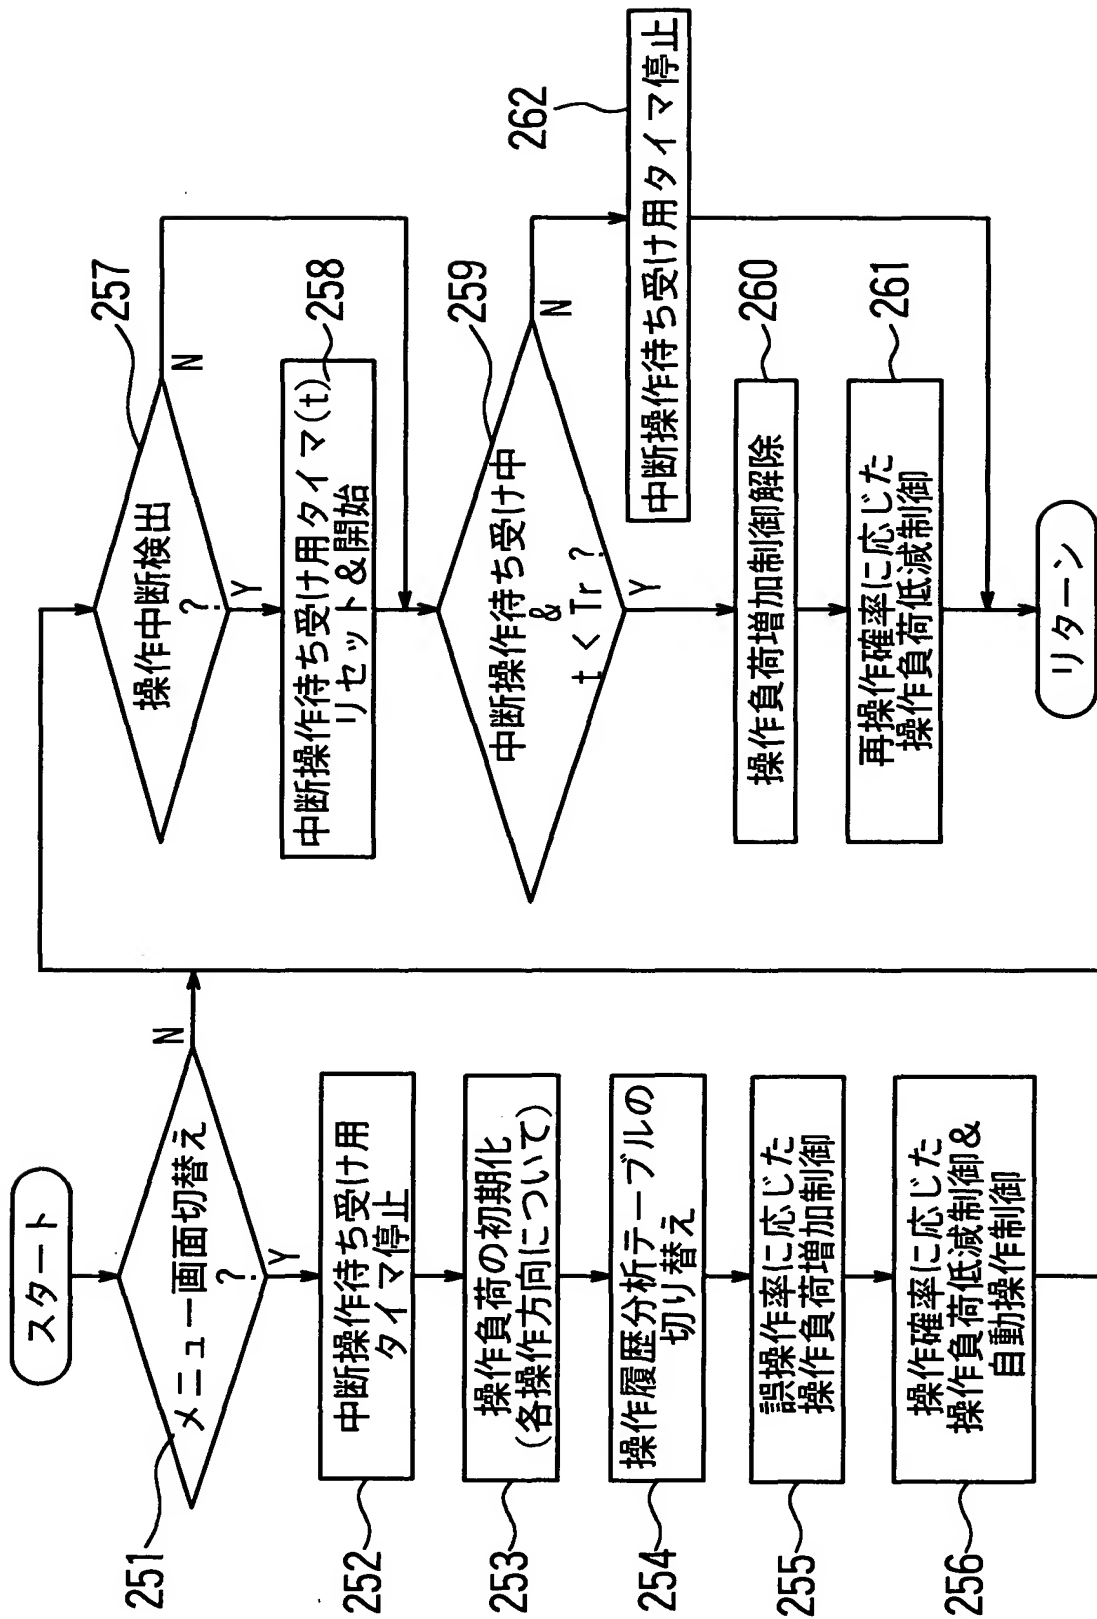 スタート
251
メニュー画面切替え
?
N
Y
252
中断操作待ち受け用
タイマ停止
253
操作負荷の初期化
(各操作方向について)
254
操作履歴分析テーブルの
切り替え
255
誤操作率に応じた
操作負荷増加制御
256
操作確率に応じた
操作負荷低減制御&
自動操作制御
257
操作中断検出
?
N
Y
258
中断操作待ち受け用タイマ(t)
リセット&開始
259
中断操作待ち受け中
&
t < Tr ?
N
Y
262
中断操作待ち受け用タイマ停止
260
操作負荷増加制御解除
261
再操作確率に応じた
操作負荷低減制御
リターン